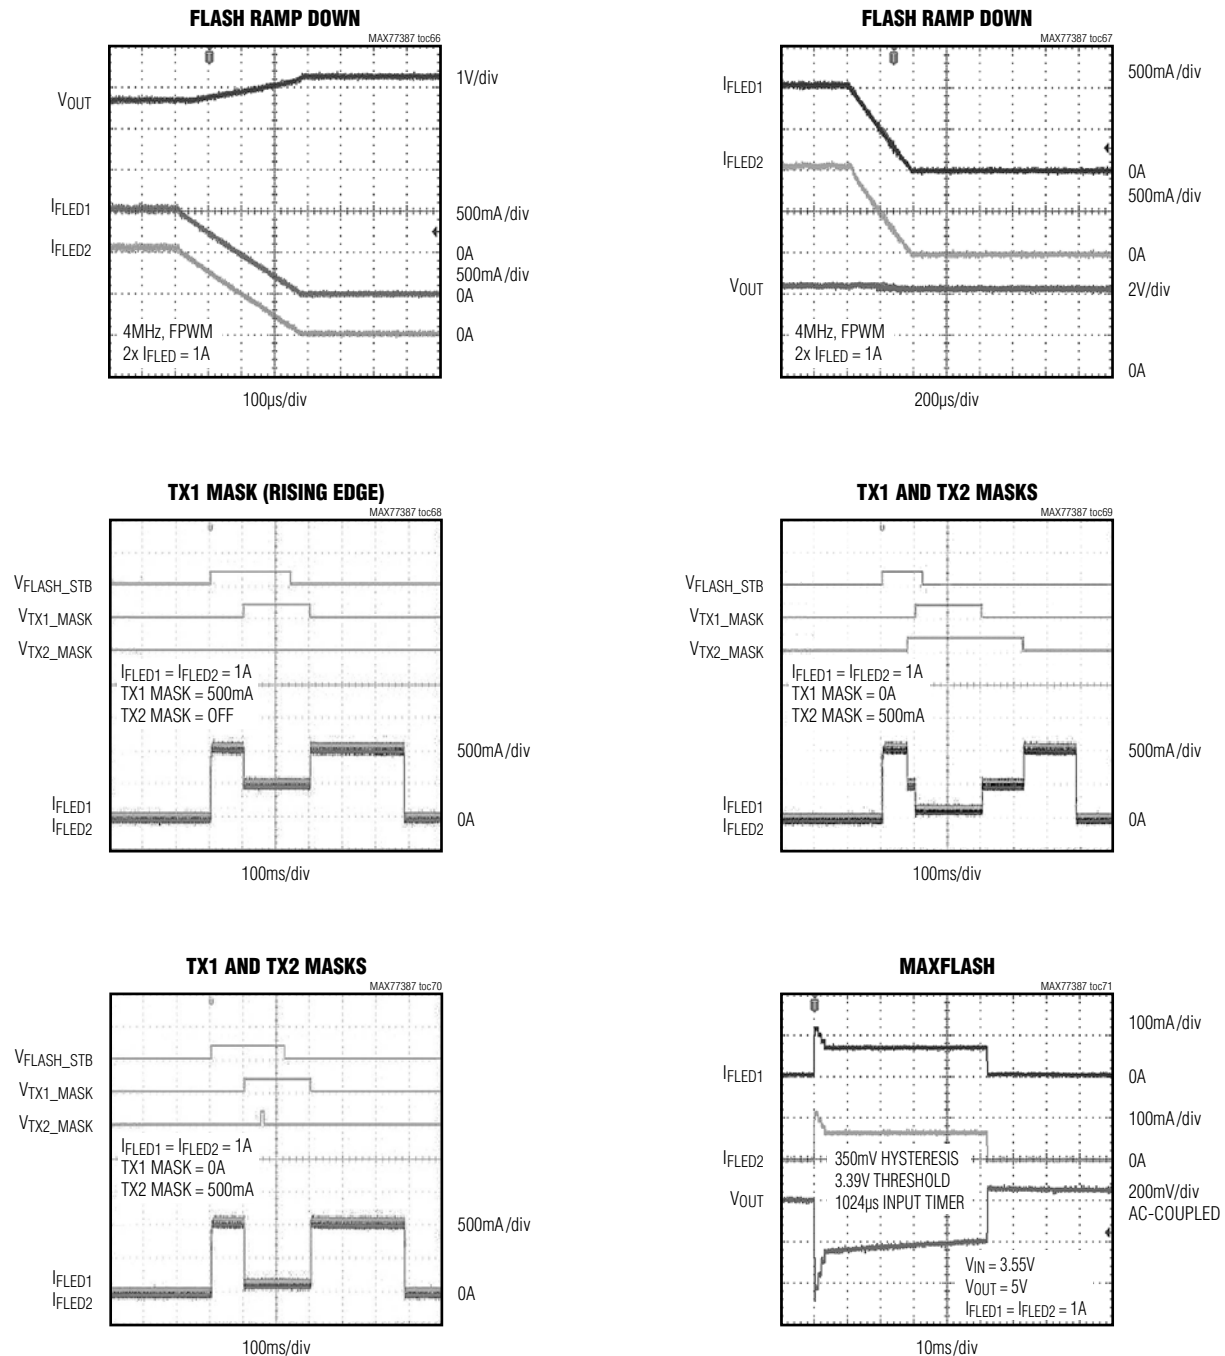 FLASH RAMP DOWN
MAX77387 toc66
VOUT
1V/div
IFLED1
500mA/div
IFLED2
0A
500mA/div
0A
0A
4MHz, FPWM
2x IFLED = 1A
100µs/div
FLASH RAMP DOWN
MAX77387 toc67
IFLED1
500mA/div
IFLED2
0A
500mA/div
0A
VOUT
2V/div
4MHz, FPWM
2x IFLED = 1A
0A
200µs/div
TX1 MASK (RISING EDGE)
MAX77387 toc68
VFLASH_STB
VTX1_MASK
VTX2_MASK
IFLED1 = IFLED2 = 1A
TX1 MASK = 500mA
TX2 MASK = OFF
500mA/div
IFLED1
IFLED2
0A
100ms/div
TX1 AND TX2 MASKS
MAX77387 toc69
VFLASH_STB
VTX1_MASK
VTX2_MASK
IFLED1 = IFLED2 = 1A
TX1 MASK = 0A
TX2 MASK = 500mA
500mA/div
IFLED1
IFLED2
0A
100ms/div
TX1 AND TX2 MASKS
MAX77387 toc70
VFLASH_STB
VTX1_MASK
VTX2_MASK
IFLED1 = IFLED2 = 1A
TX1 MASK = 0A
TX2 MASK = 500mA
500mA/div
IFLED1
IFLED2
0A
100ms/div
MAXFLASH
MAX77387 toc71
100mA/div
IFLED1
0A
100mA/div
IFLED2
0A
350mV HYSTERESIS
3.39V THRESHOLD
1024µs INPUT TIMER
VOUT
200mV/div
AC-COUPLED
VIN = 3.55V
VOUT = 5V
IFLED1 = IFLED2 = 1A
10ms/div